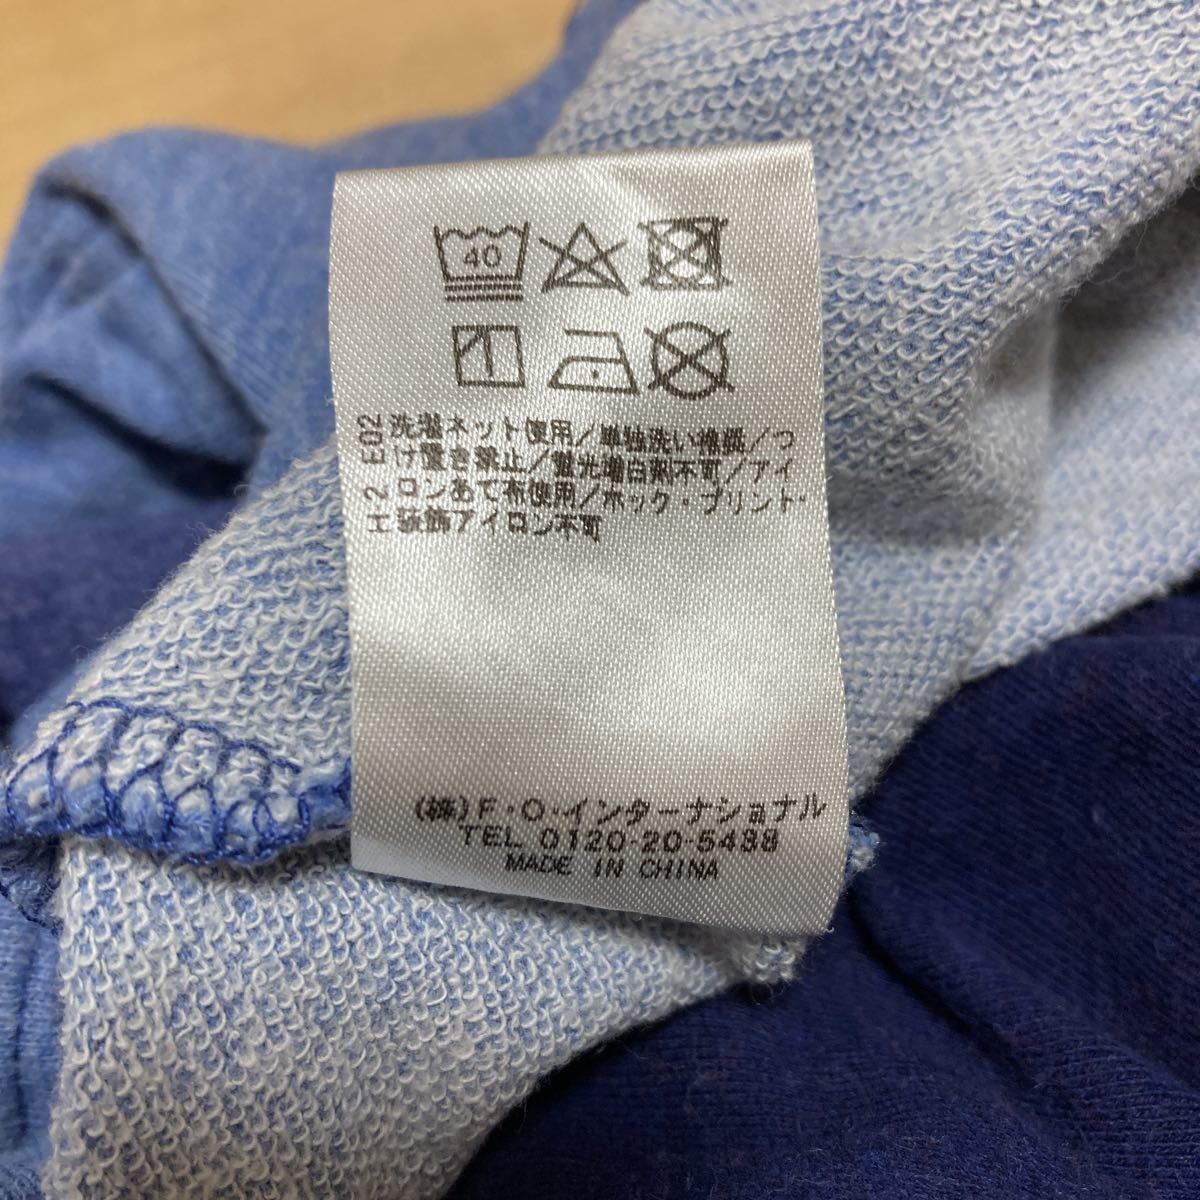 40
E02 洗濯ネット使用/単独洗い推奨/つ
け置き禁止/蛍光増白剤不可/アイ
2 ロンあて布使用/ホック・プリント・
H 装飾アイロン不可
(株)F・O・インターナショナル
TEL 0120-20-5488
MADE IN CHINA